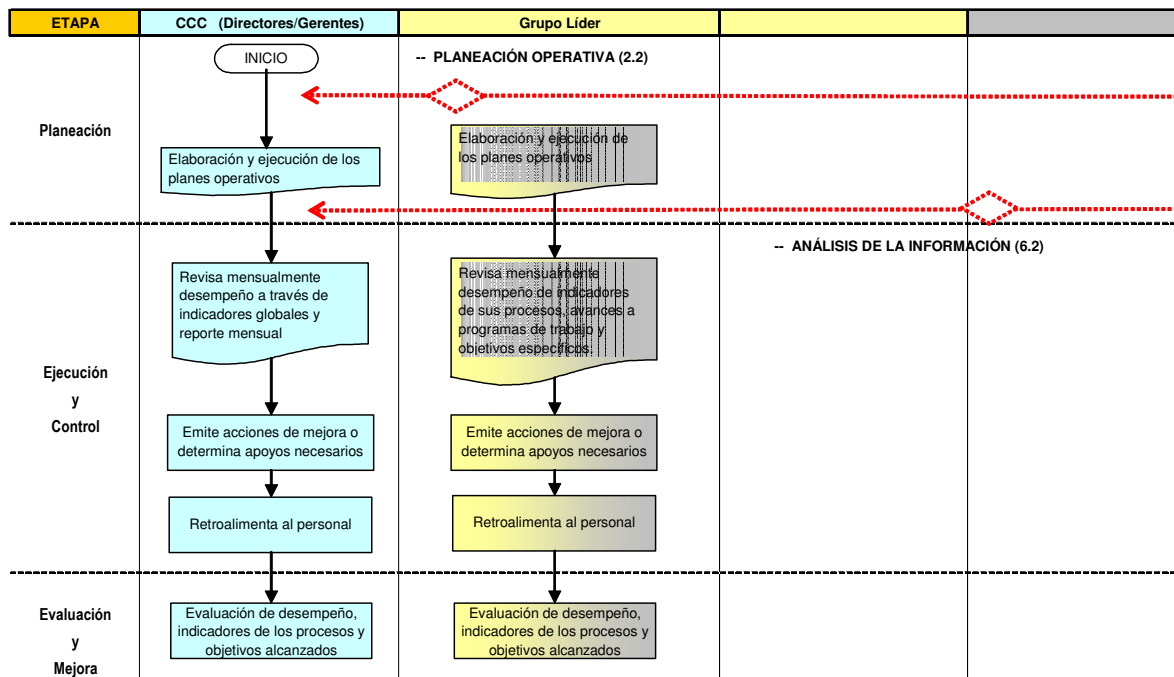 ETAPA
CCC (Directores/Gerentes)
Grupo Líder
INICIO
-- PLANEACIÓN OPERATIVA (2.2)
Planeación
Elaboración y ejecución de los
planes operativos
Elaboración y ejecución de
los planes operativos
-- ANÁLISIS DE LA INFORMACIÓN (6.2)
Ejecución
y
Control
Revisa mensualmente
desempeño a través de
indicadores globales y
reporte mensual
Revisa mensualmente
desempeño de indicadores
de sus procesos, avances a
programas de trabajo y
objetivos específicos.
Emite acciones de mejora o
determina apoyos necesarios
Emite acciones de mejora o
determina apoyos necesarios
Retroalimenta al personal
Retroalimenta al personal
Evaluación
y
Mejora
Evaluación de desempeño,
indicadores de los procesos y
objetivos alcanzados
Evaluación de desempeño,
indicadores de los procesos y
objetivos alcanzados